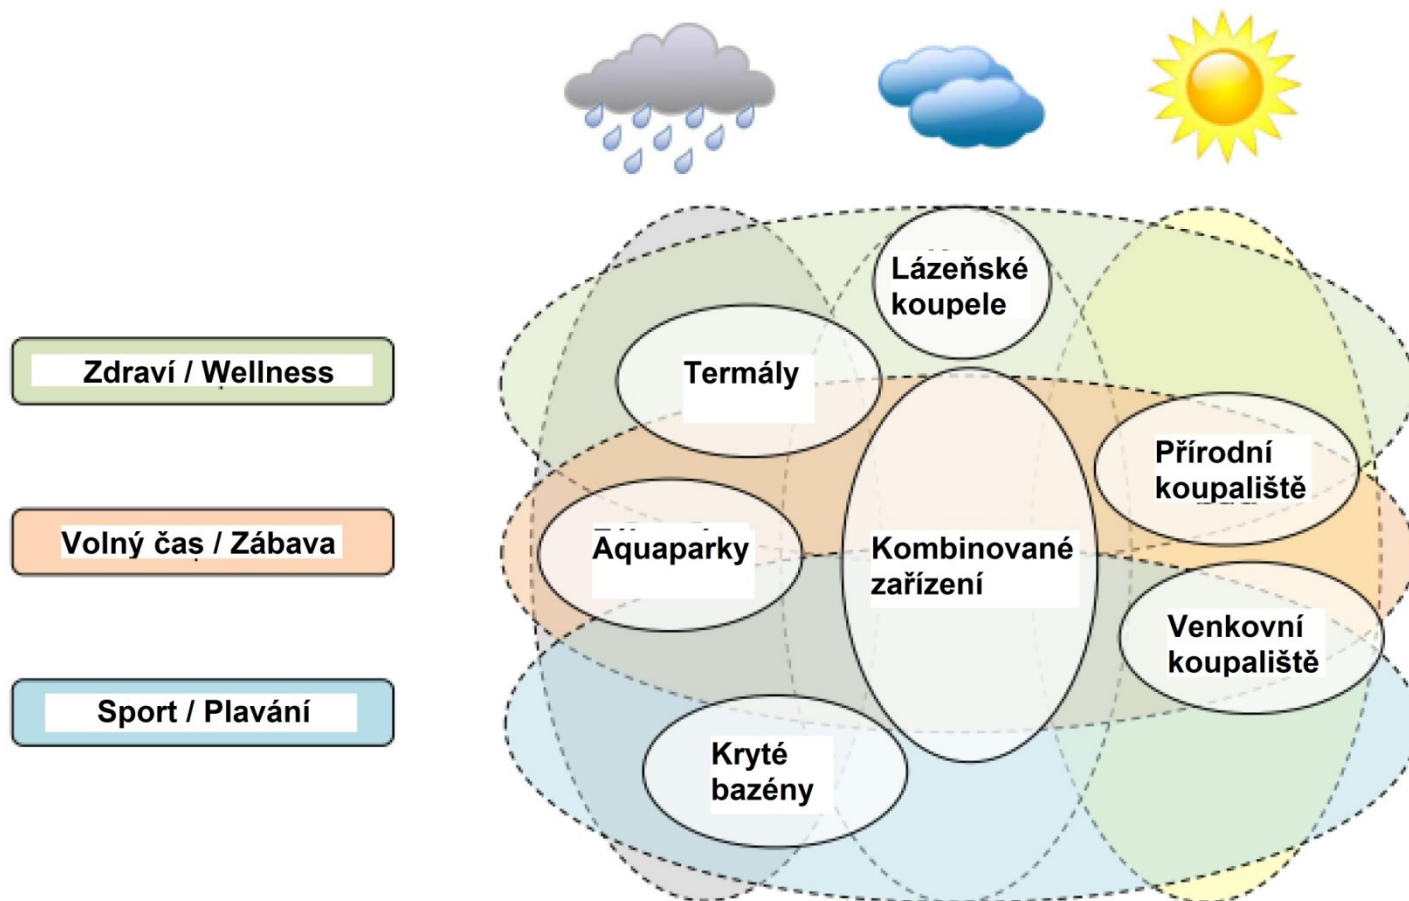 Lázeňské
koupele
Zdraví / Wellness
Termály
Přírodní
koupaliště
Volný čas / Zábava
Aquaparky
Kombinované
zařízení
Venkovní
koupaliště
Sport / Plavání
Kryté
bazény